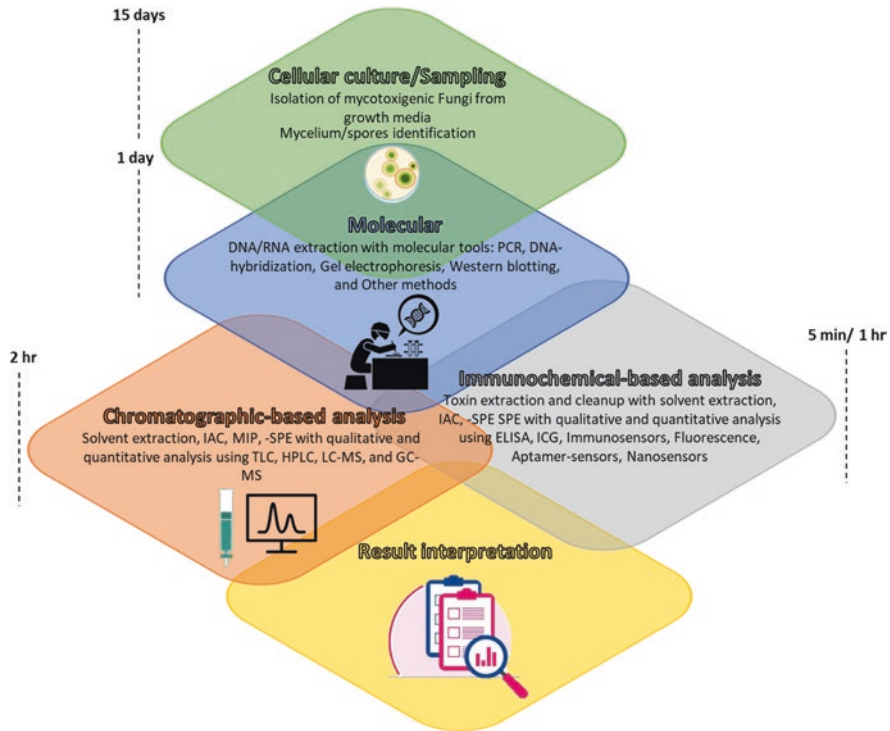 15 days
Cellular culture/Sampling
Isolation of mycotoxigenic Fungi from
growth media
Mycelium/spores identification
1 day
Molecular
DNA/RNA extraction with molecular tools: PCR, DNA-
hybridization, Gel electrophoresis, Western blotting,
and Other methods
2 hr
Chromatographic-based analysis
Solvent extraction, IAC, MIP, -SPE with qualitative and
quantitative analysis using TLC, HPLC, LC-MS, and GC-
MS
5 min/ 1 hr
Immunochemical-based analysis
Toxin extraction and cleanup with solvent extraction,
IAC, -SPE SPE with qualitative and quantitative analysis
using ELISA, ICG, Immunosensors, Fluorescence,
Aptamer-sensors, Nanosensors
Result interpretation